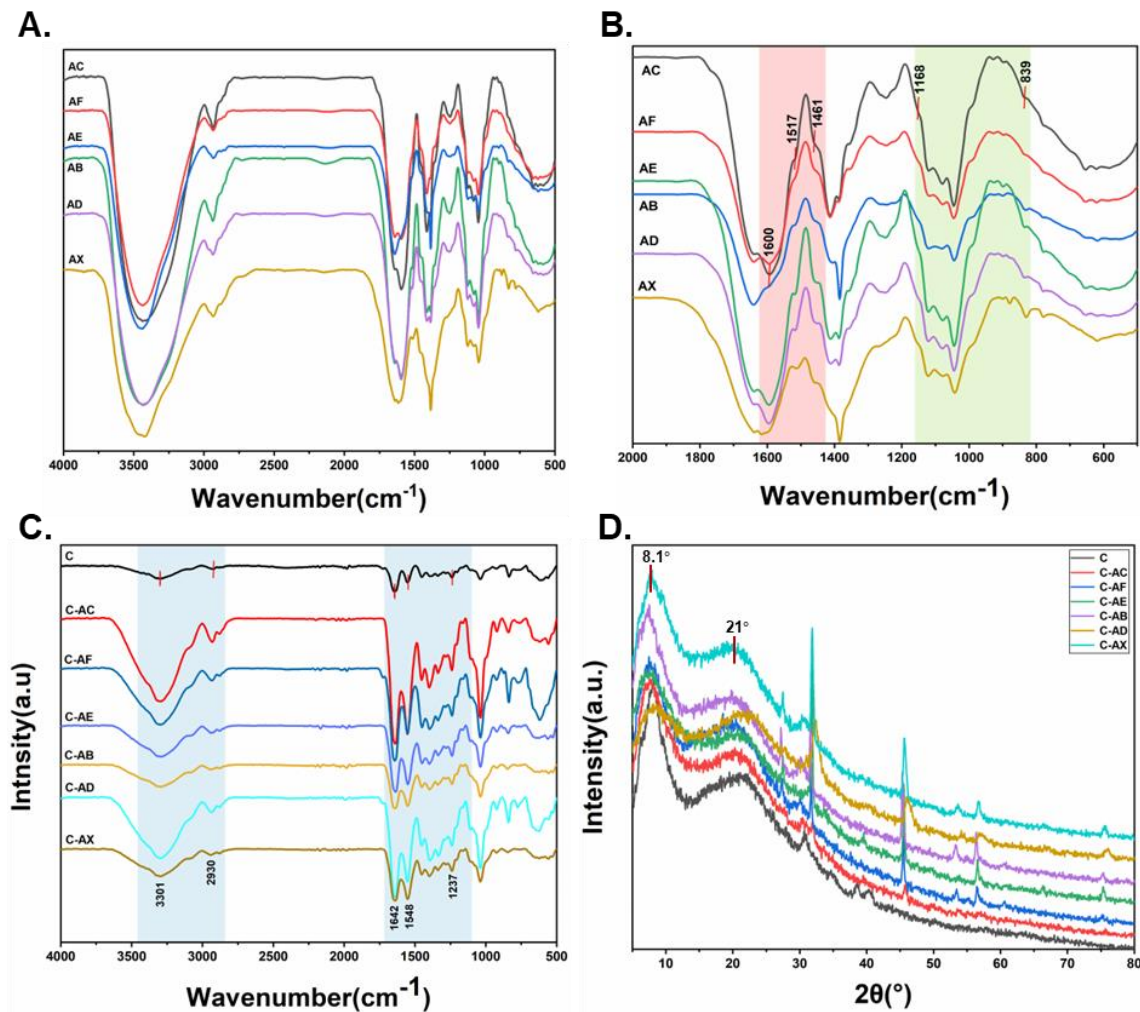 A.
AC
AF
AE
AB
AD
AX
4000 3500 3000 2500 2000 1500 1000 500
Wavenumber(cm⁻¹)
B.
AC
AF
AE
AB
AD
AX
1600
1517
1461
1168
839
2000 1800 1600 1400 1200 1000 800 600
Wavenumber(cm⁻¹)
C.
Intnsity(a.u)
C
C-AC
C-AF
C-AE
C-AB
C-AD
C-AX
3301
2930
1642
1548
1237
4000 3500 3000 2500 2000 1500 1000 500
Wavenumber(cm⁻¹)
D.
Intensity(a.u.)
8.1°
21°
C
C-AC
C-AF
C-AE
C-AB
C-AD
C-AX
10 20 30 40 50 60 70 80
2θ(°)